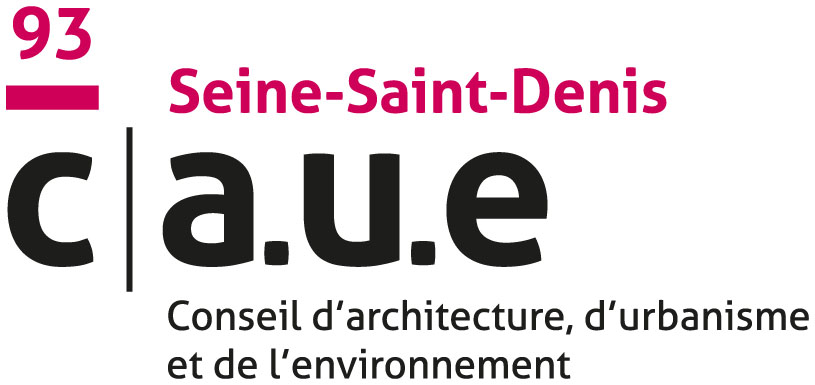 93
Seine-Saint-Denis
c|a.u.e
Conseil d'architecture, d'urbanisme
et de l'environnement